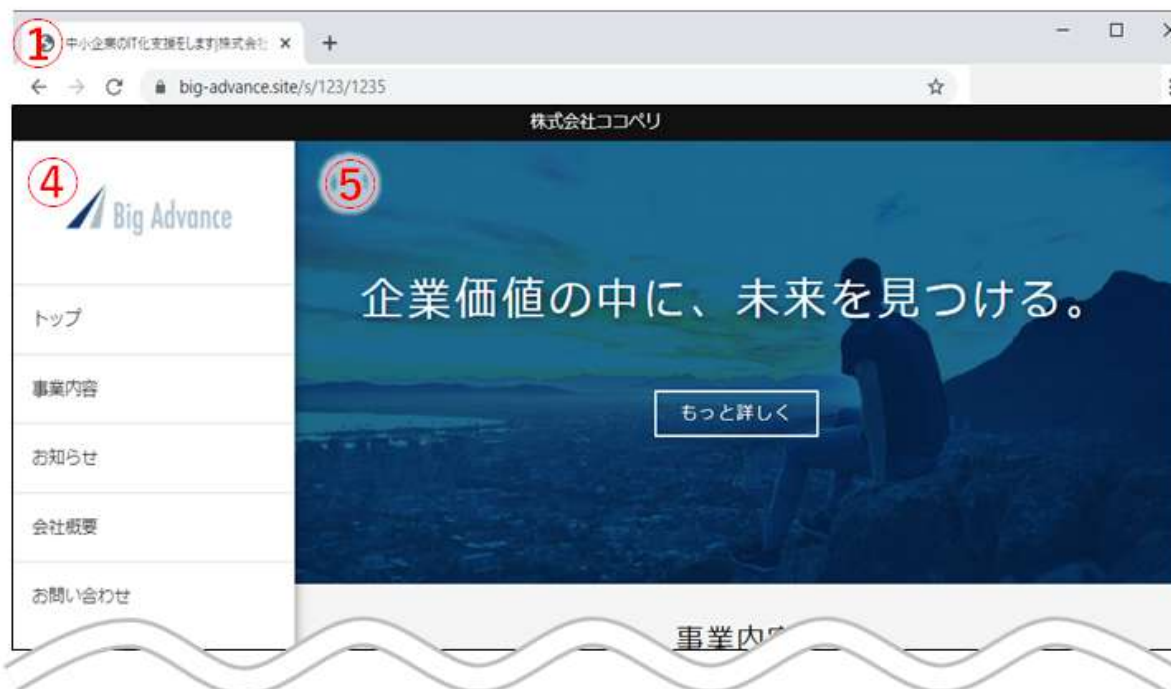 ①
中小企業のIT化支援をします|株式会社
big-advance.site/s/123/1235
株式会社ココペリ
④
Big Advance
トップ
事業内容
お知らせ
会社概要
お問い合わせ
⑤
企業価値の中に、未来を見つける。
もっと詳しく
事業内容